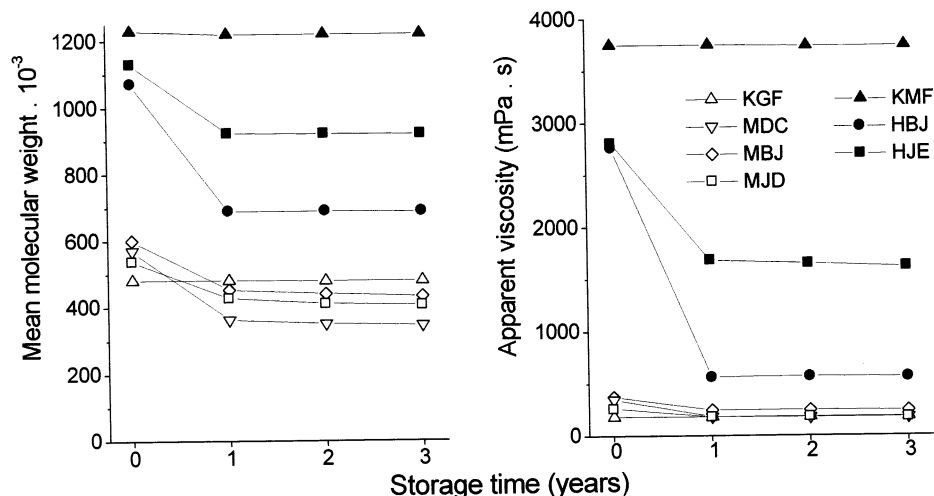 Mean molecular weight . 10⁻³
1200
1000
800
600
400
200
0
0 1 2 3
Apparent viscosity (mPa . s)
4000
3000
2000
1000
0
0 1 2 3
KGF KMF
MDC HBJ
MBJ HJE
MJD
Storage time (years)